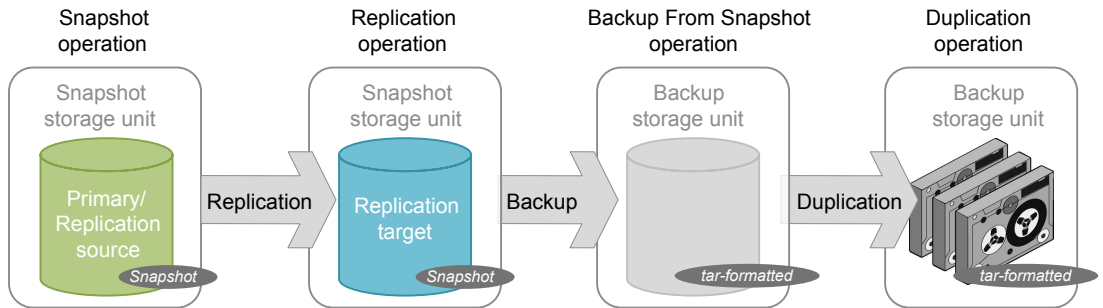 Snapshot
operation
Replication
operation
Backup From Snapshot
operation
Duplication
operation
Snapshot
storage unit
Snapshot
storage unit
Backup
storage unit
Backup
storage unit
Primary/
Replication
source
Replication
Replication
target
Backup
Duplication
Snapshot
Snapshot
tar-formatted
tar-formatted